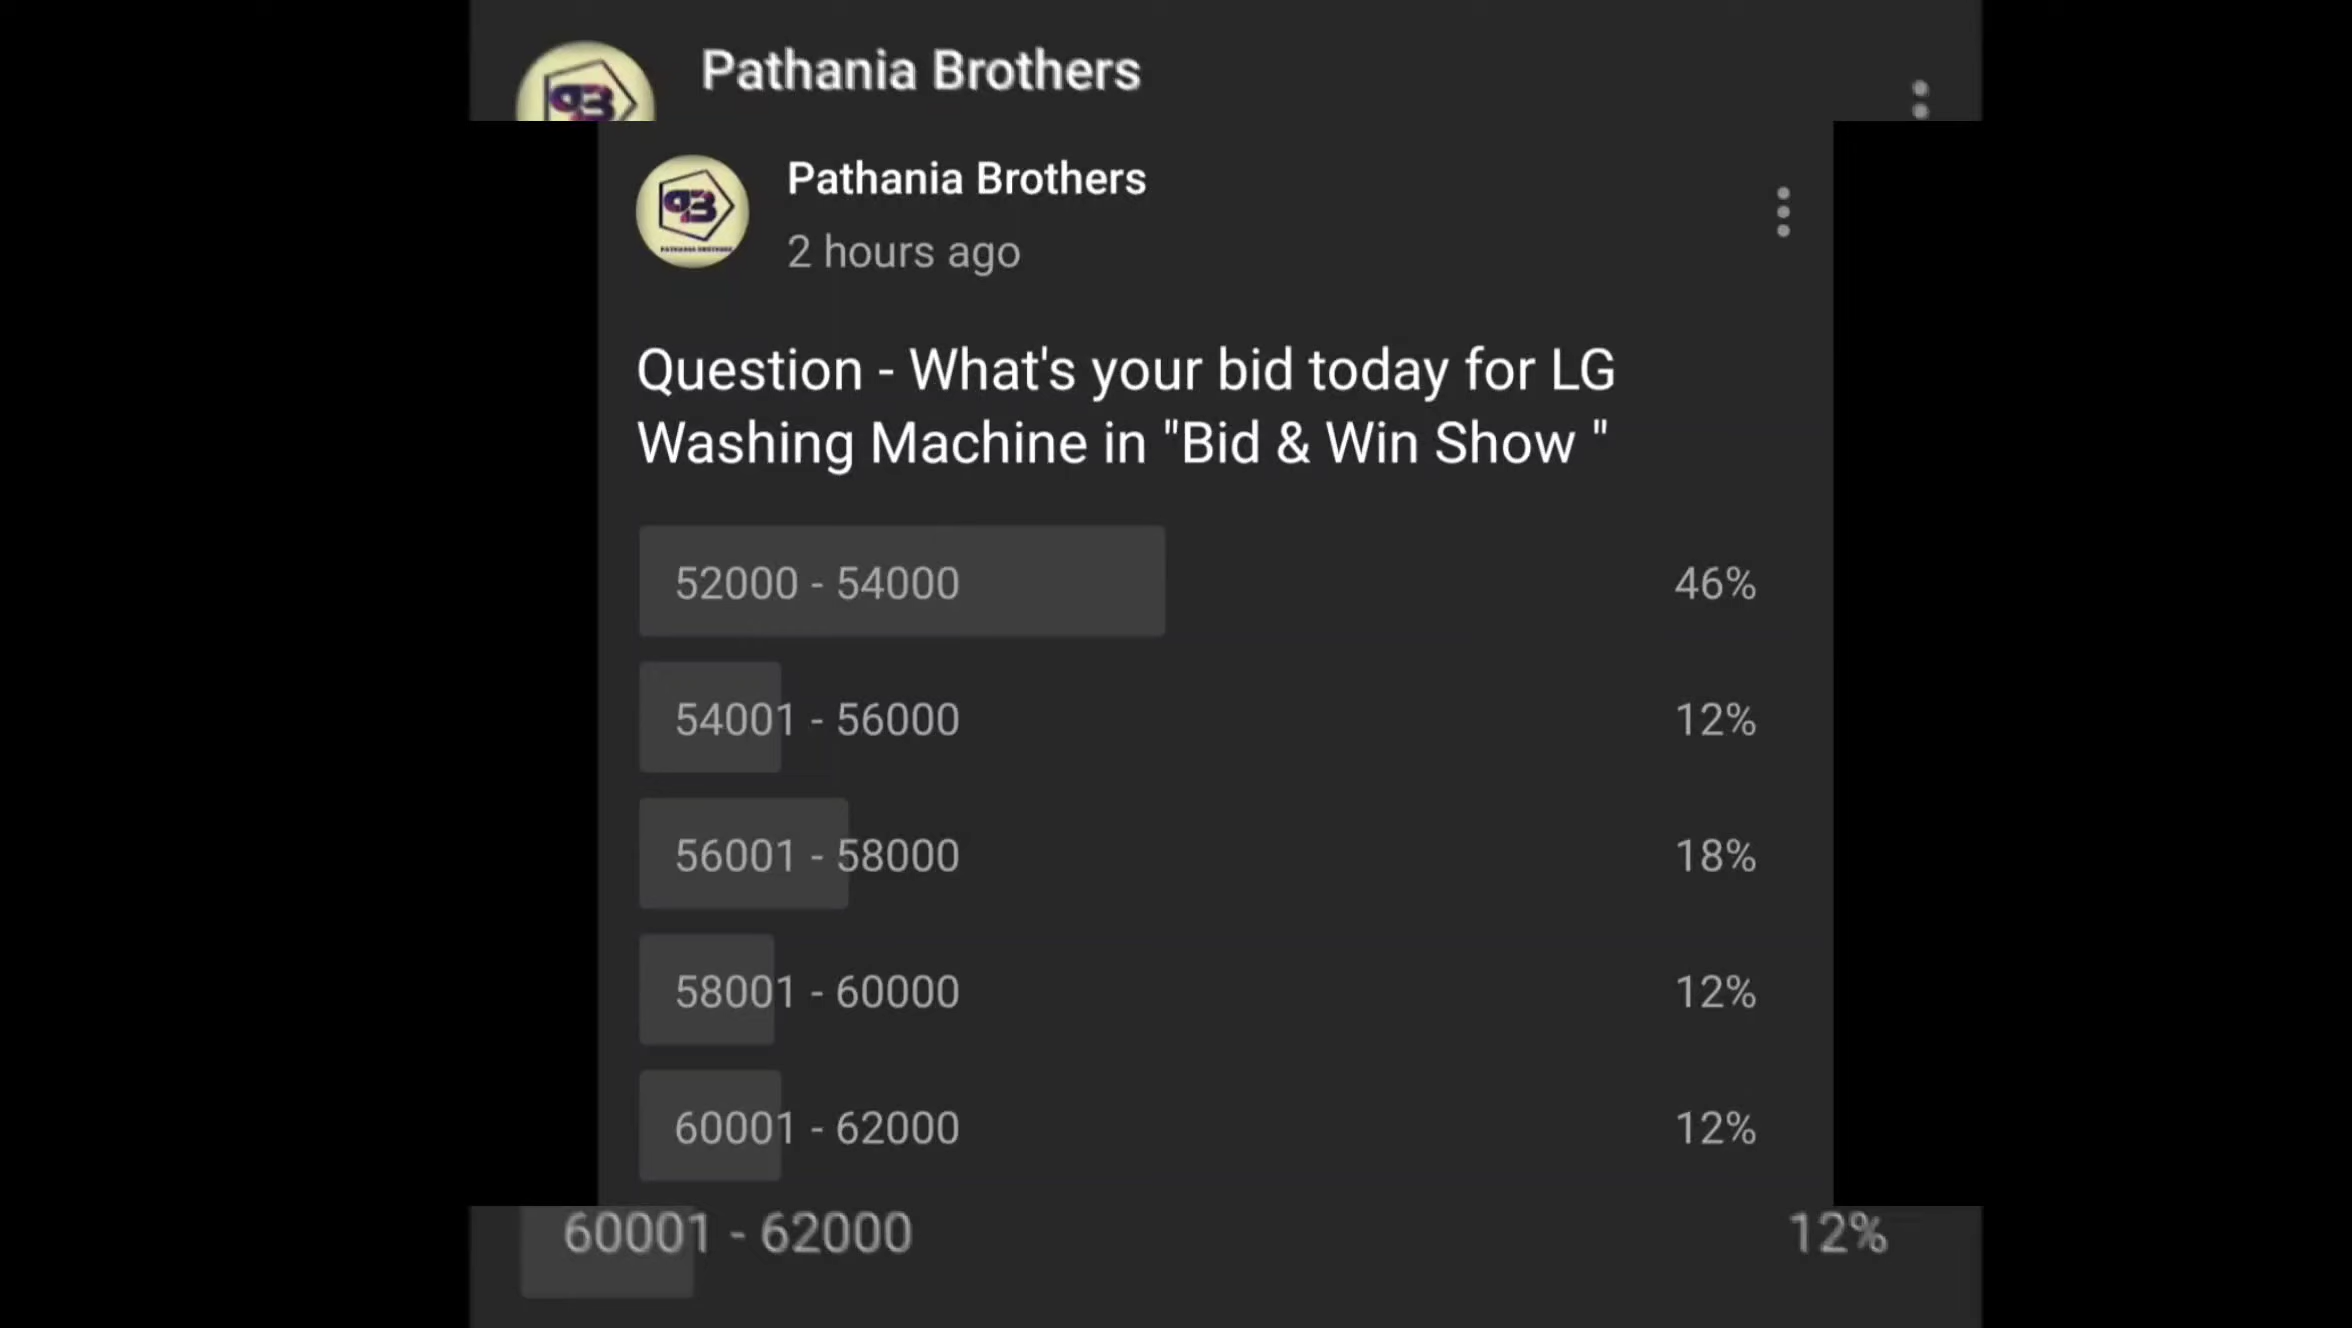 Pathania Brothers
Pathania Brothers
2 hours ago
Question - What's your bid today for LG
Washing Machine in "Bid & Win Show "
52000 - 54000 46%
54001 - 56000 12%
56001 - 58000 18%
58001 - 60000 12%
60001 - 62000 12%
60001 - 62000 12%